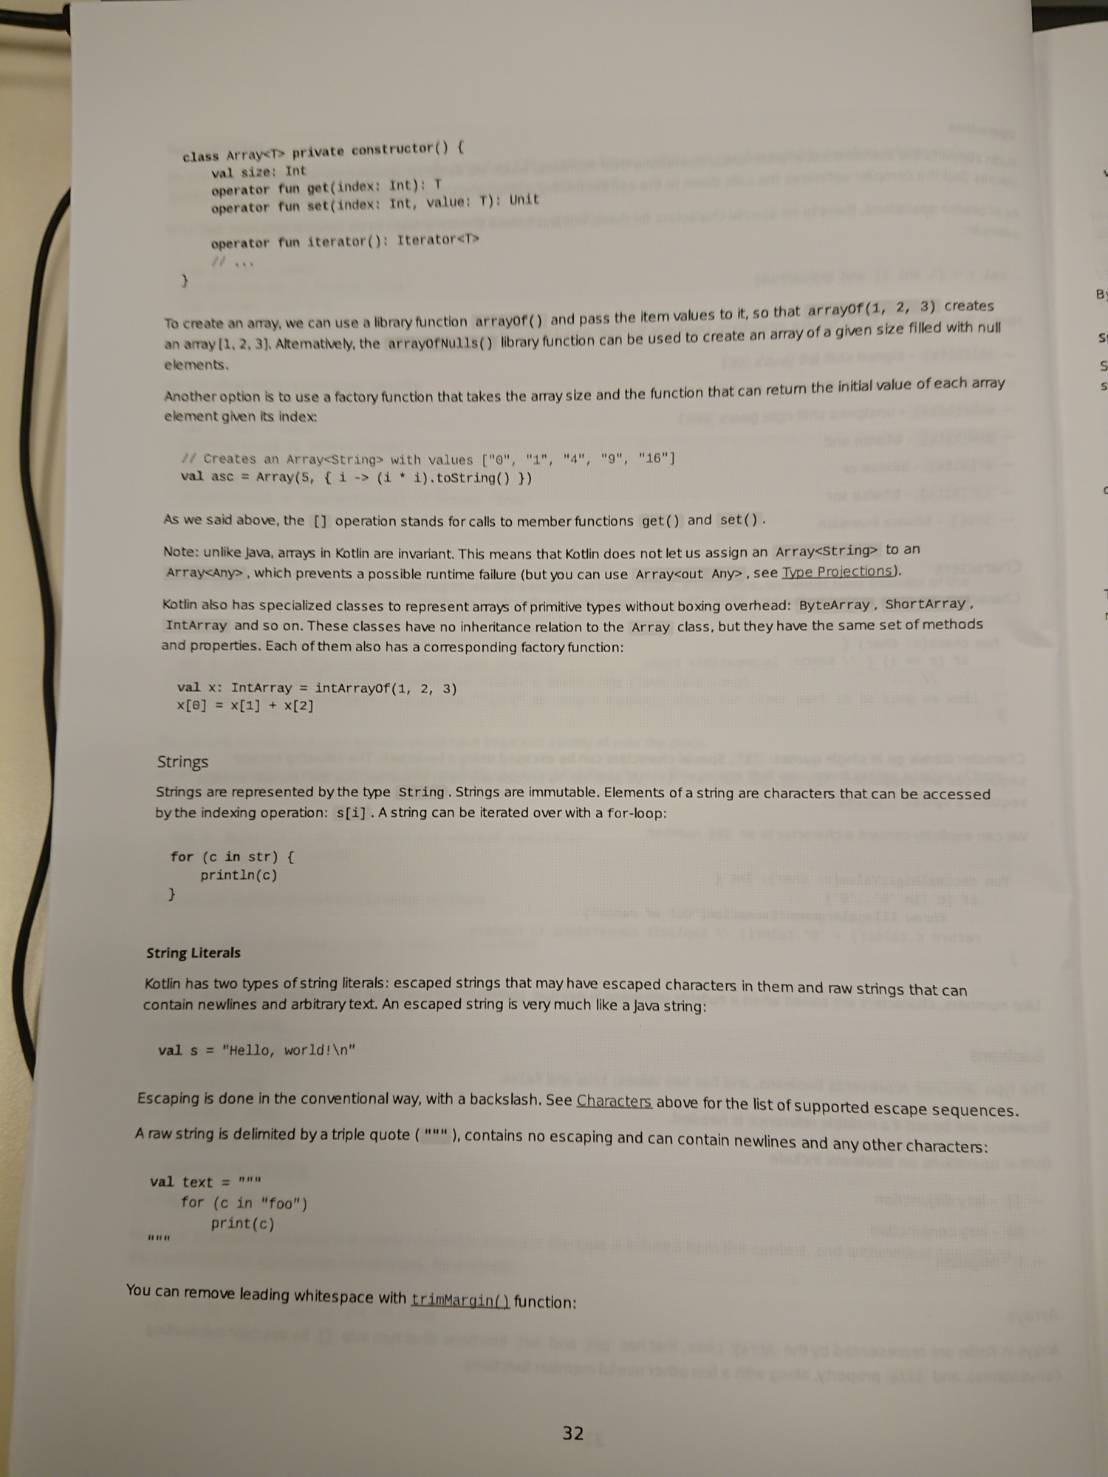 class Array<T> private constructor() {
    val size: Int
    operator fun get(index: Int): T
    operator fun set(index: Int, value: T): Unit

    operator fun iterator(): Iterator<T>
    // ...
}
To create an array, we can use a library function arrayOf() and pass the item values to it, so that arrayOf(1, 2, 3) creates
an array [1, 2, 3]. Alternatively, the arrayOfNulls() library function can be used to create an array of a given size filled with null
elements.
Another option is to use a factory function that takes the array size and the function that can return the initial value of each array
element given its index:
// Creates an Array<String> with values ["0", "1", "4", "9", "16"]
val asc = Array(5, { i -> (i * i).toString() })
As we said above, the [] operation stands for calls to member functions get() and set().
Note: unlike Java, arrays in Kotlin are invariant. This means that Kotlin does not let us assign an Array<String> to an
Array<Any>, which prevents a possible runtime failure (but you can use Array<out Any>, see Type Projections).
Kotlin also has specialized classes to represent arrays of primitive types without boxing overhead: ByteArray, ShortArray,
IntArray and so on. These classes have no inheritance relation to the Array class, but they have the same set of methods
and properties. Each of them also has a corresponding factory function:
val x: IntArray = intArrayOf(1, 2, 3)
x[0] = x[1] + x[2]
Strings
Strings are represented by the type String. Strings are immutable. Elements of a string are characters that can be accessed
by the indexing operation: s[i]. A string can be iterated over with a for-loop:
for (c in str) {
    println(c)
}
String Literals
Kotlin has two types of string literals: escaped strings that may have escaped characters in them and raw strings that can
contain newlines and arbitrary text. An escaped string is very much like a Java string:
val s = "Hello, world!\n"
Escaping is done in the conventional way, with a backslash. See Characters above for the list of supported escape sequences.
A raw string is delimited by a triple quote ("""), contains no escaping and can contain newlines and any other characters:
val text = """
    for (c in "foo")
        print(c)
"""
You can remove leading whitespace with trimMargin() function:
32